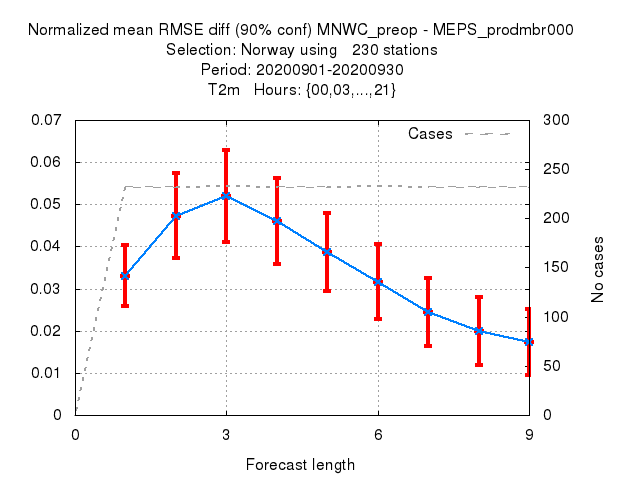 Normalized mean RMSE diff (90% conf) MNWC_preop - MEPS_prodmbr000
Selection: Norway using 230 stations
Period: 20200901-20200930
T2m Hours: {00,03,...,21}
Cases
0.07
0.06
0.05
0.04
0.03
0.02
0.01
0
300
250
200
150
100
50
0
No cases
0 3 6 9
Forecast length